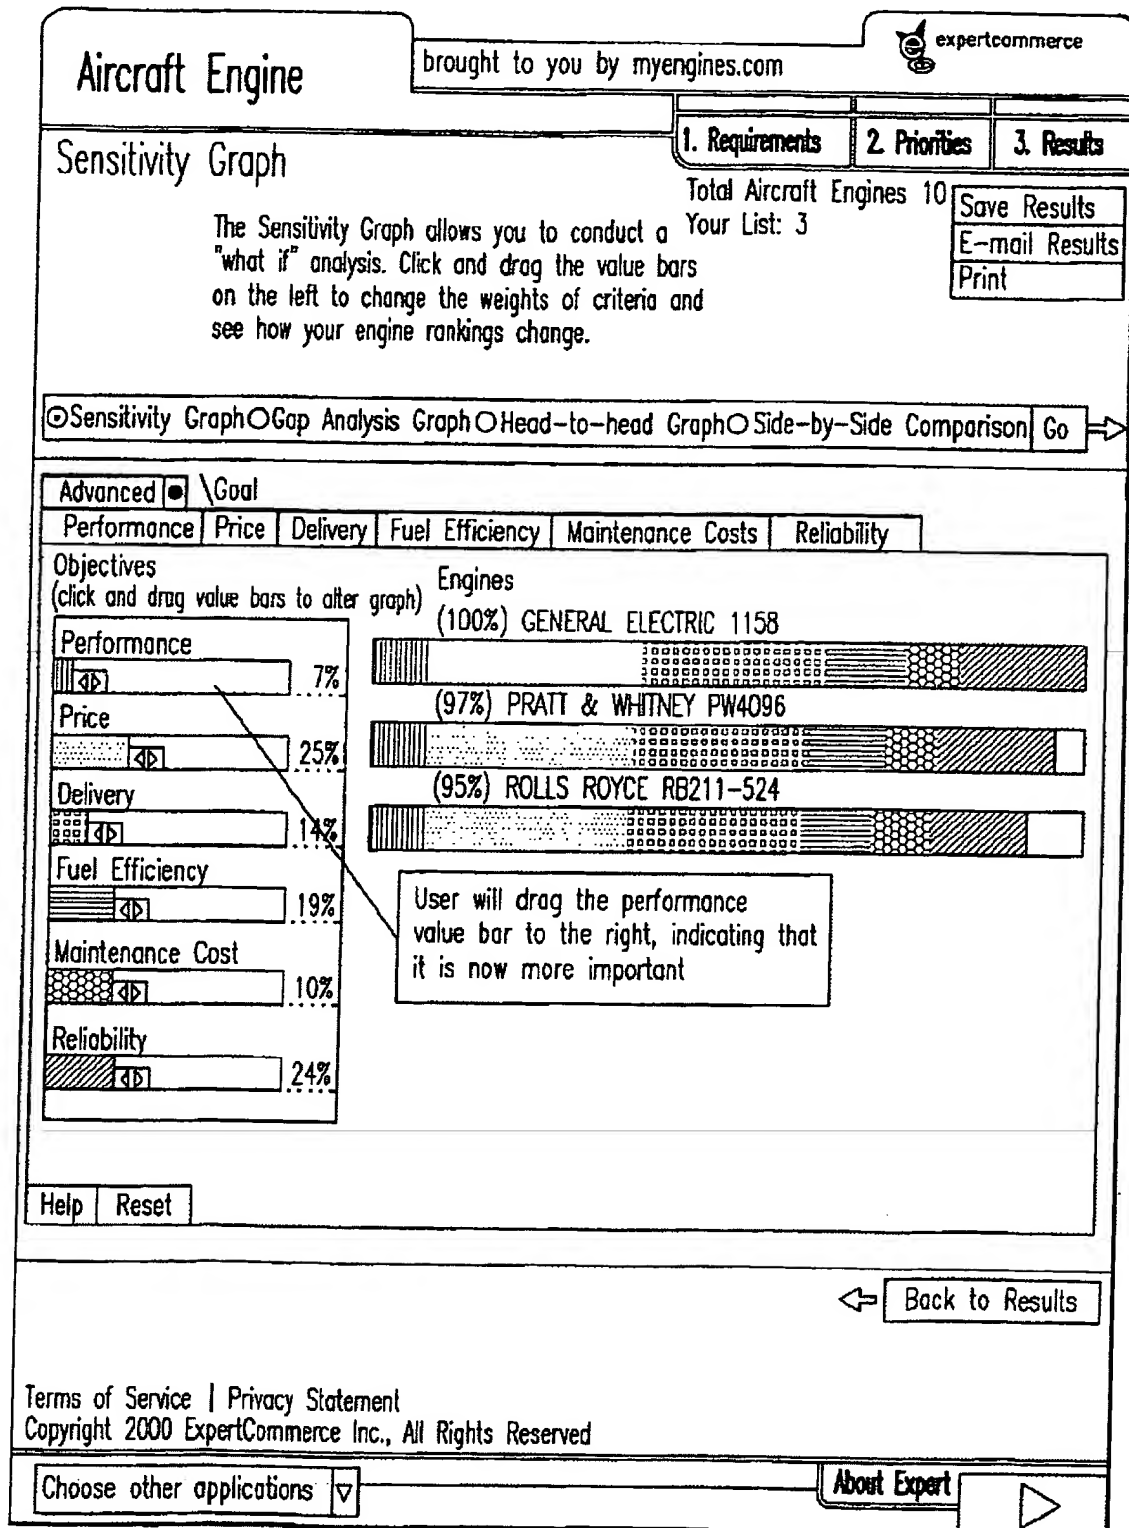 Aircraft Engine
brought to you by myengines.com
expertcommerce
1. Requirements
2. Priorities
3. Results
Sensitivity Graph
Total Aircraft Engines 10
Your List: 3
Save Results
E-mail Results
Print
The Sensitivity Graph allows you to conduct a
"what if" analysis. Click and drag the value bars
on the left to change the weights of criteria and
see how your engine rankings change.
Sensitivity Graph Gap Analysis Graph Head-to-head Graph Side-by-Side Comparison Go
Advanced \Goal
Performance Price Delivery Fuel Efficiency Maintenance Costs Reliability
Objectives
(click and drag value bars to alter graph)
Performance
7%
Price
25%
Delivery
14%
Fuel Efficiency
19%
Maintenance Cost
10%
Reliability
24%
Engines
(100%) GENERAL ELECTRIC 1158
(97%) PRATT & WHITNEY PW4096
(95%) ROLLS ROYCE RB211-524
User will drag the performance
value bar to the right, indicating that
it is now more important
Help Reset
Back to Results
Terms of Service | Privacy Statement
Copyright 2000 ExpertCommerce Inc., All Rights Reserved
Choose other applications
About Expert